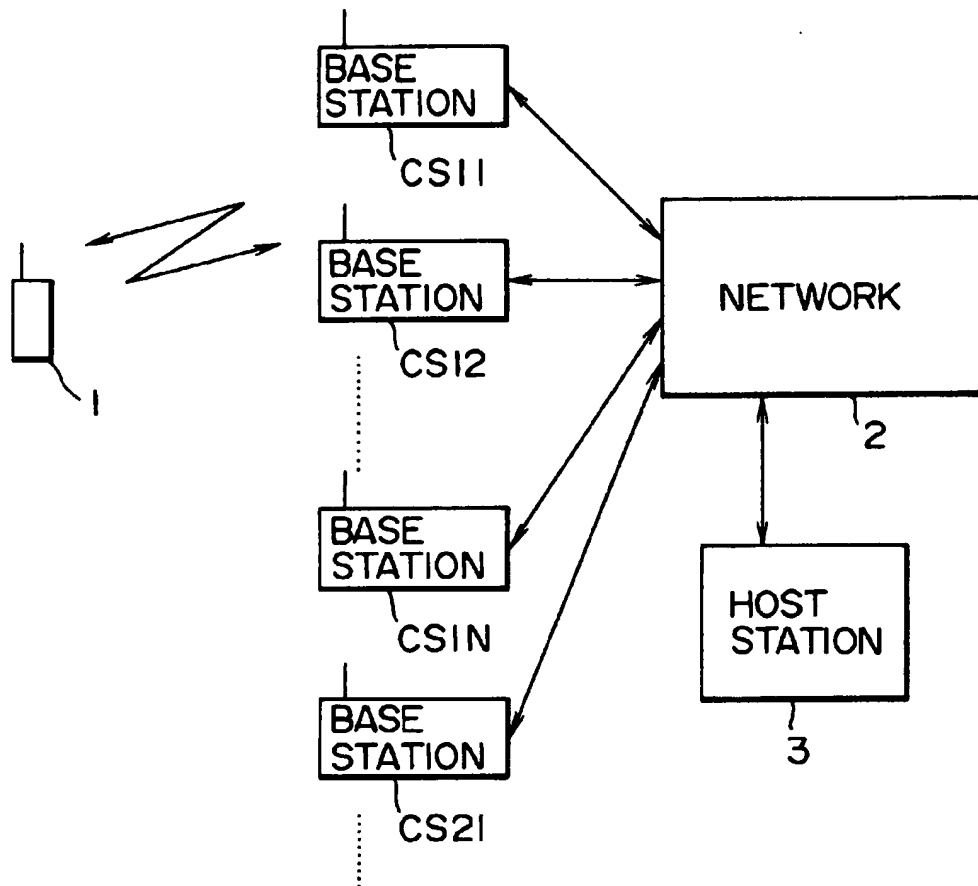 BASE
STATION
CS11
BASE
STATION
CS12
NETWORK
2
1
BASE
STATION
CS1N
HOST
STATION
3
BASE
STATION
CS21